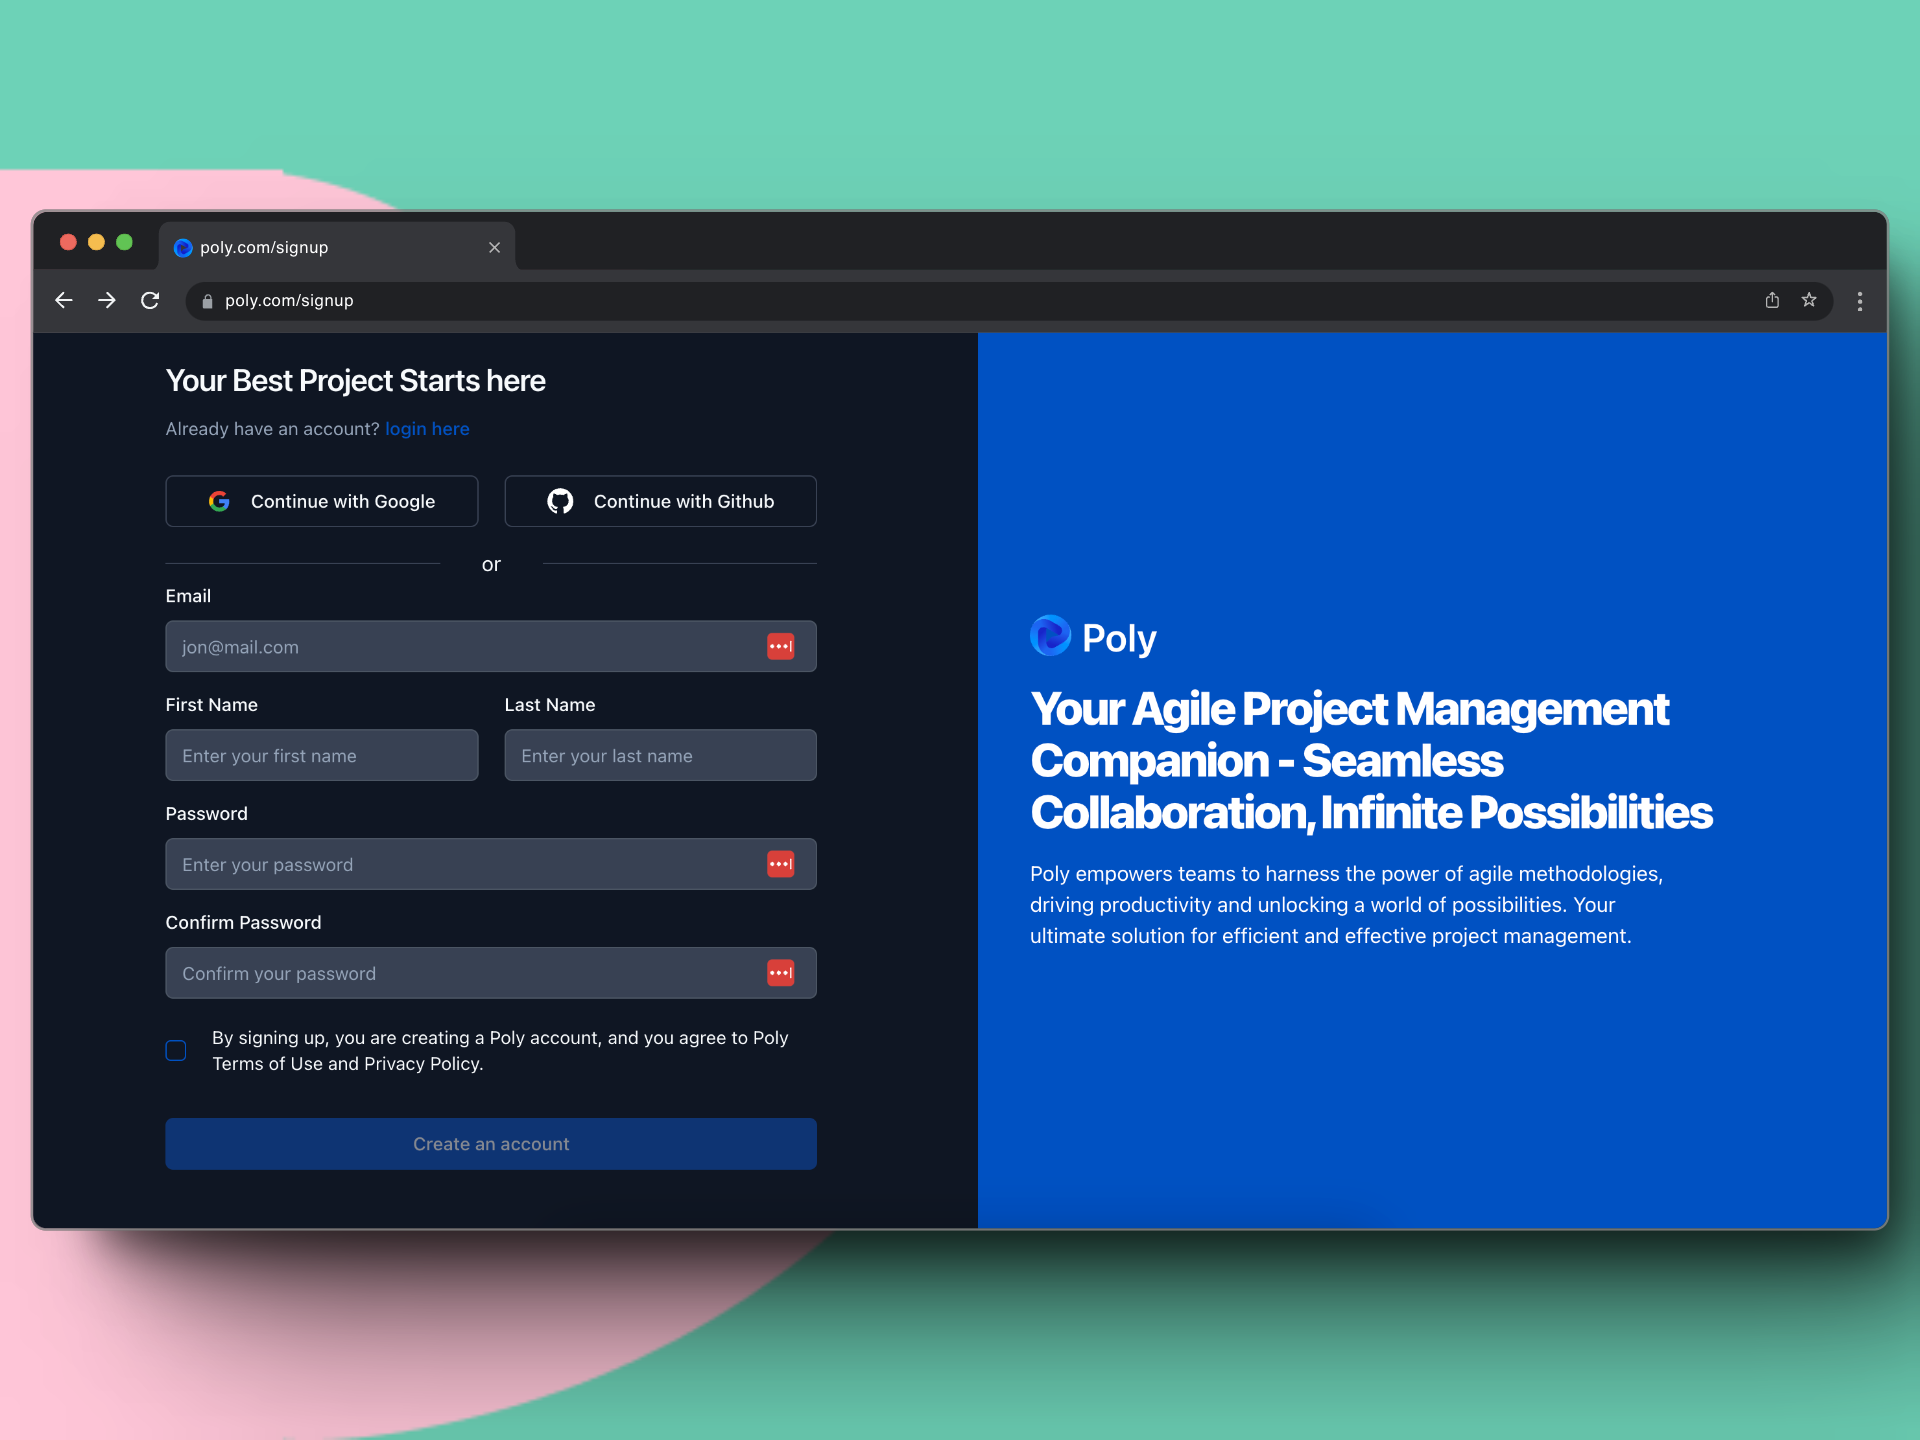 poly.com/signup
poly.com/signup
Your Best Project Starts here
Already have an account? login here
Continue with Google
Continue with Github
or
Email
jon@mail.com
First Name
Last Name
Enter your first name
Enter your last name
Password
Enter your password
Confirm Password
Confirm your password
By signing up, you are creating a Poly account, and you agree to Poly
Terms of Use and Privacy Policy.
Create an account
Poly
Your Agile Project Management
Companion - Seamless
Collaboration, Infinite Possibilities
Poly empowers teams to harness the power of agile methodologies,
driving productivity and unlocking a world of possibilities. Your
ultimate solution for efficient and effective project management.